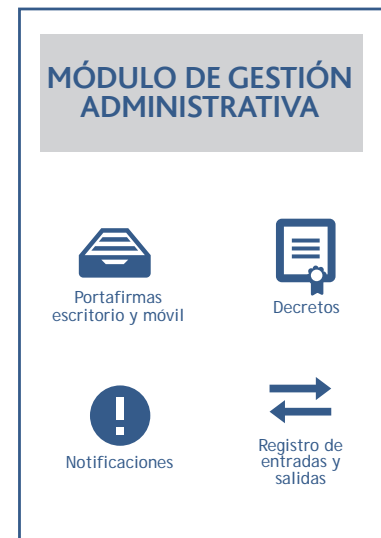 MÓDULO DE GESTIÓN
ADMINISTRATIVA
Portafirmas
escritorio y móvil
Decretos
Notificaciones
Registro de
entradas y
salidas